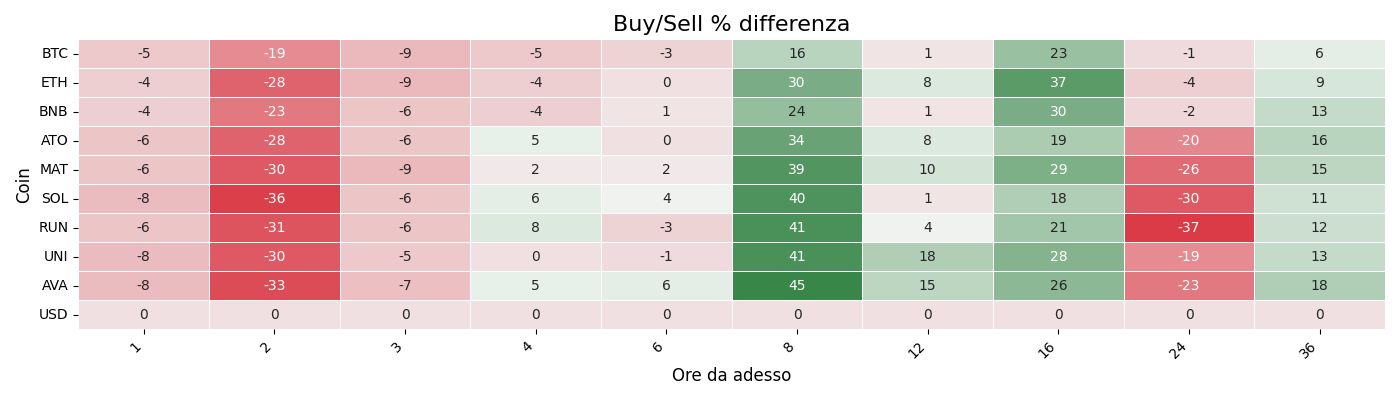 Buy/Sell % differenza
Coin
BTC -5 -19 -9 -5 -3 16 1 23 -1 6
ETH -4 -28 -9 -4 0 30 8 37 -4 9
BNB -4 -23 -6 -4 1 24 1 30 -2 13
ATO -6 -28 -6 5 0 34 8 19 -20 16
MAT -6 -30 -9 2 2 39 10 29 -26 15
SOL -8 -36 -6 6 4 40 1 18 -30 11
RUN -6 -31 -6 8 -3 41 4 21 -37 12
UNI -8 -30 -5 0 -1 41 18 28 -19 13
AVA -8 -33 -7 5 6 45 15 26 -23 18
USD 0 0 0 0 0 0 0 0 0 0
1 2 3 4 6 8 12 16 24 36
Ore da adesso